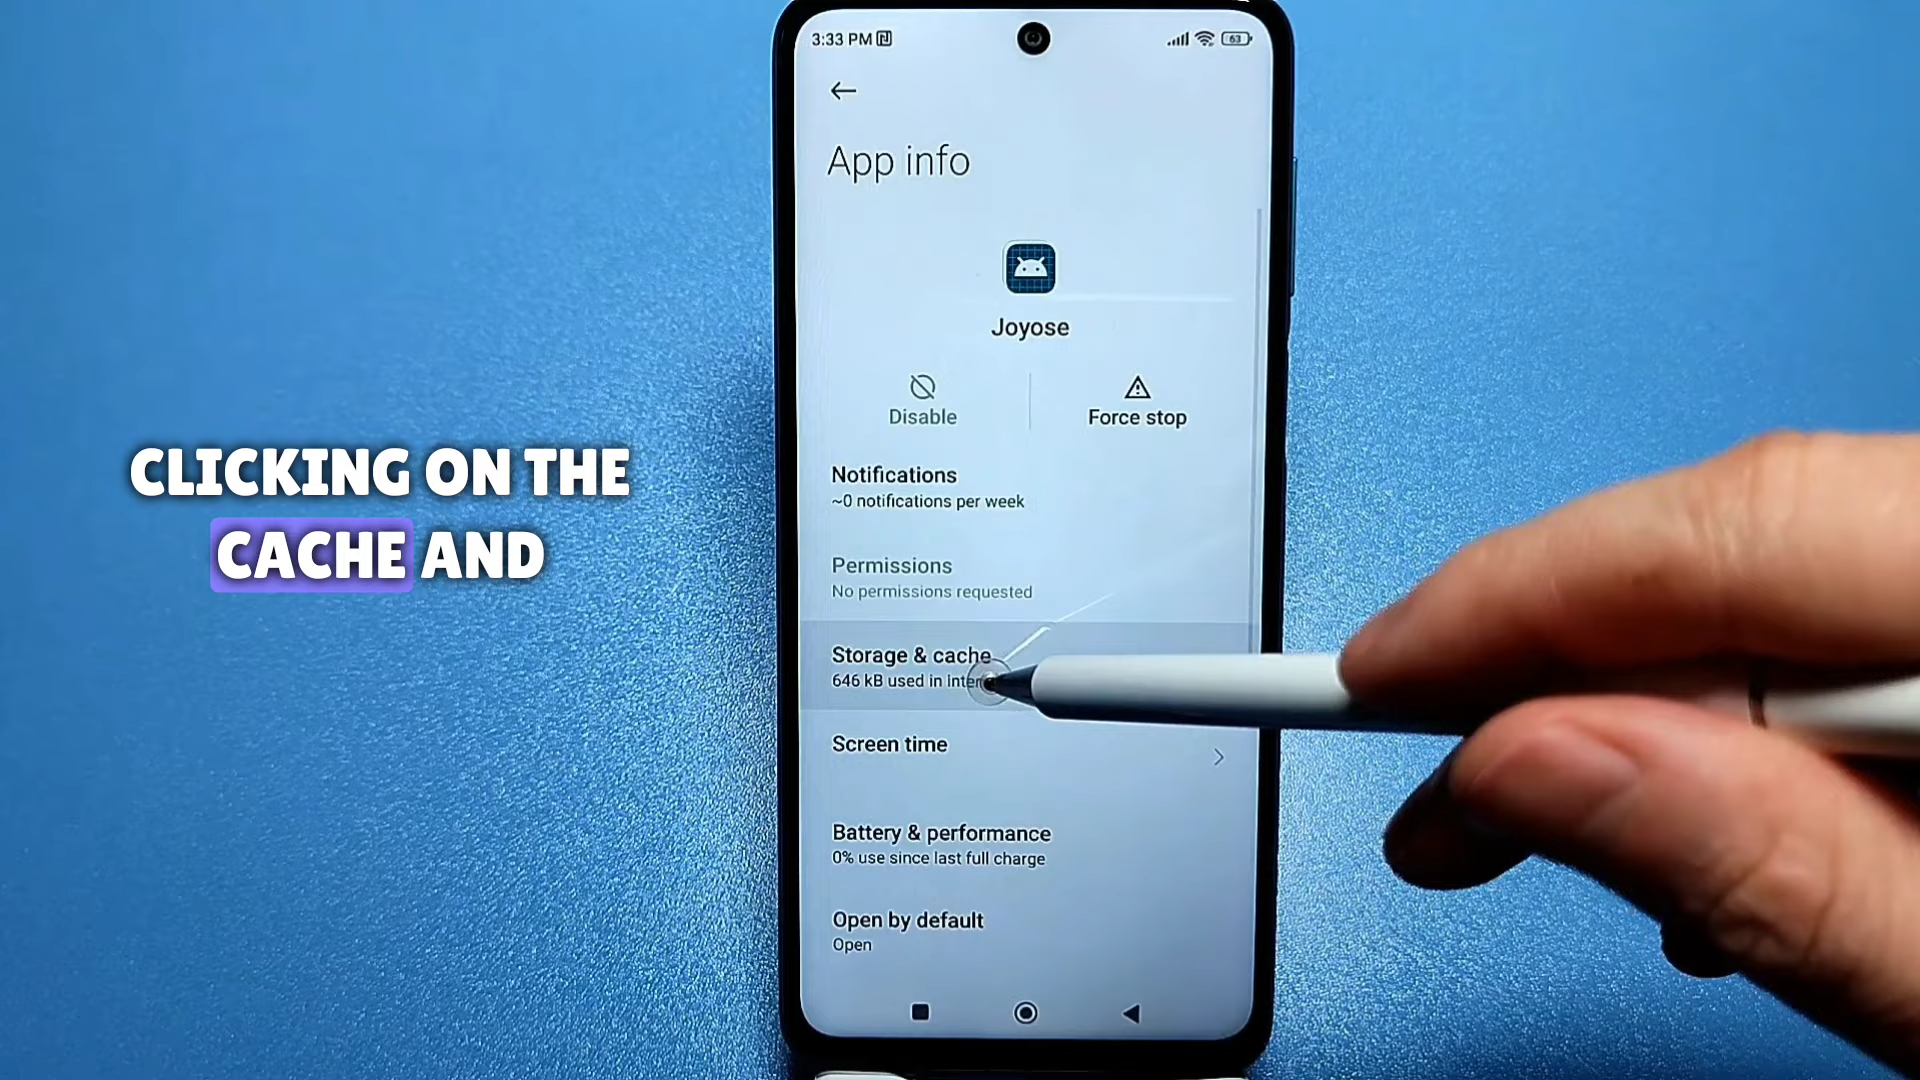 3:33 PM
63
App info
Joyose
Disable
Force stop
Notifications
~0 notifications per week
Permissions
No permissions requested
CLICKING ON THE
CACHE AND
Storage & cache
646 kB used in
Screen time
Battery & performance
0% use since last full charge
Open by default
Open